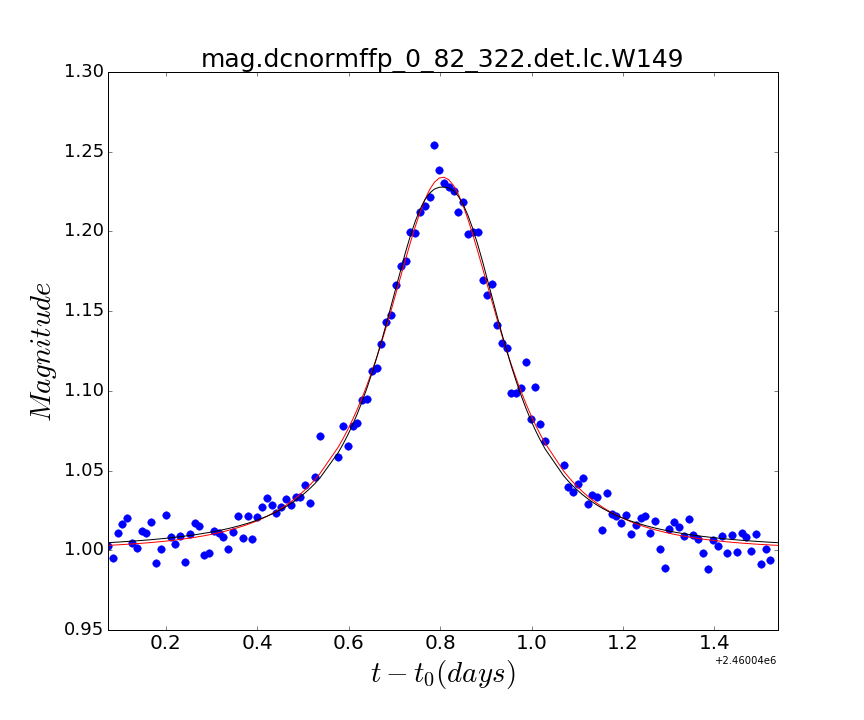 mag.dcnormffp_0_82_322.det.lc.W149
1.30
1.25
1.20
1.15
1.10
1.05
1.00
0.95
Magnitude
0.2 0.4 0.6 0.8 1.0 1.2 1.4
+2.46004e6
t − t₀(days)